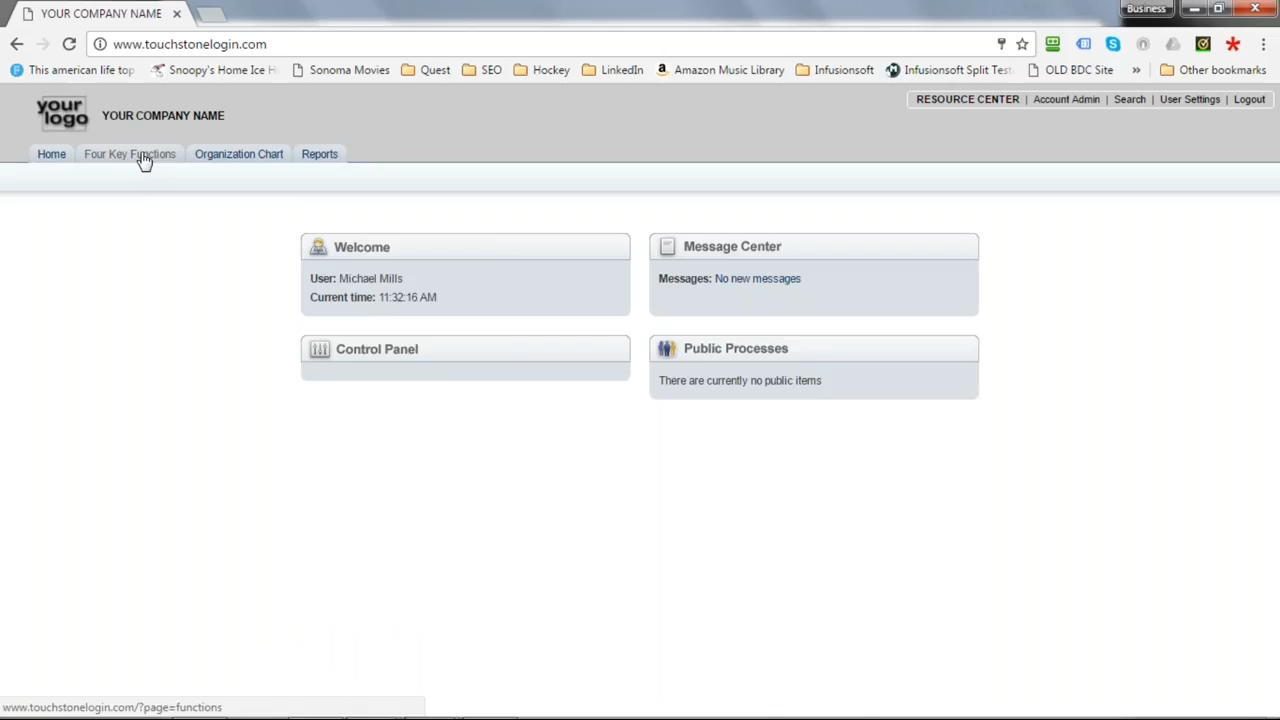 YOUR COMPANY NAME
Business
www.touchstonelogin.com
This american life top
Snoopy's Home Ice H
Sonoma Movies
Quest
SEO
Hockey
LinkedIn
Amazon Music Library
Infusionsoft
Infusionsoft Split Test
OLD BDC Site
»
Other bookmarks
your logo
YOUR COMPANY NAME
RESOURCE CENTER | Account Admin | Search | User Settings | Logout
Home
Four Key Functions
Organization Chart
Reports
Welcome
User: Michael Mills
Current time: 11:32:16 AM
Message Center
Messages: No new messages
Control Panel
Public Processes
There are currently no public items
www.touchstonelogin.com/?page=functions